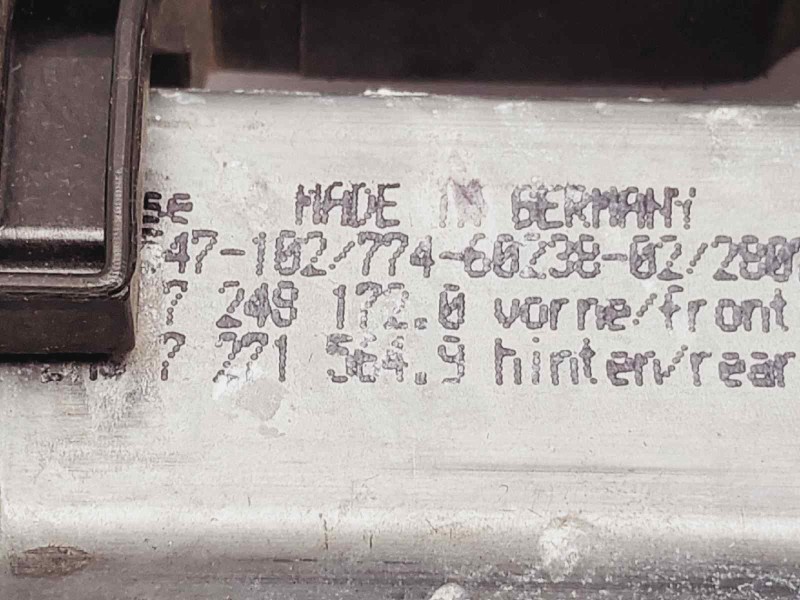 MADE IN GERMANY
47-102/774-60238-02/280
7 248 172.0 vorne/front
7 271 564.9 hinten/rear